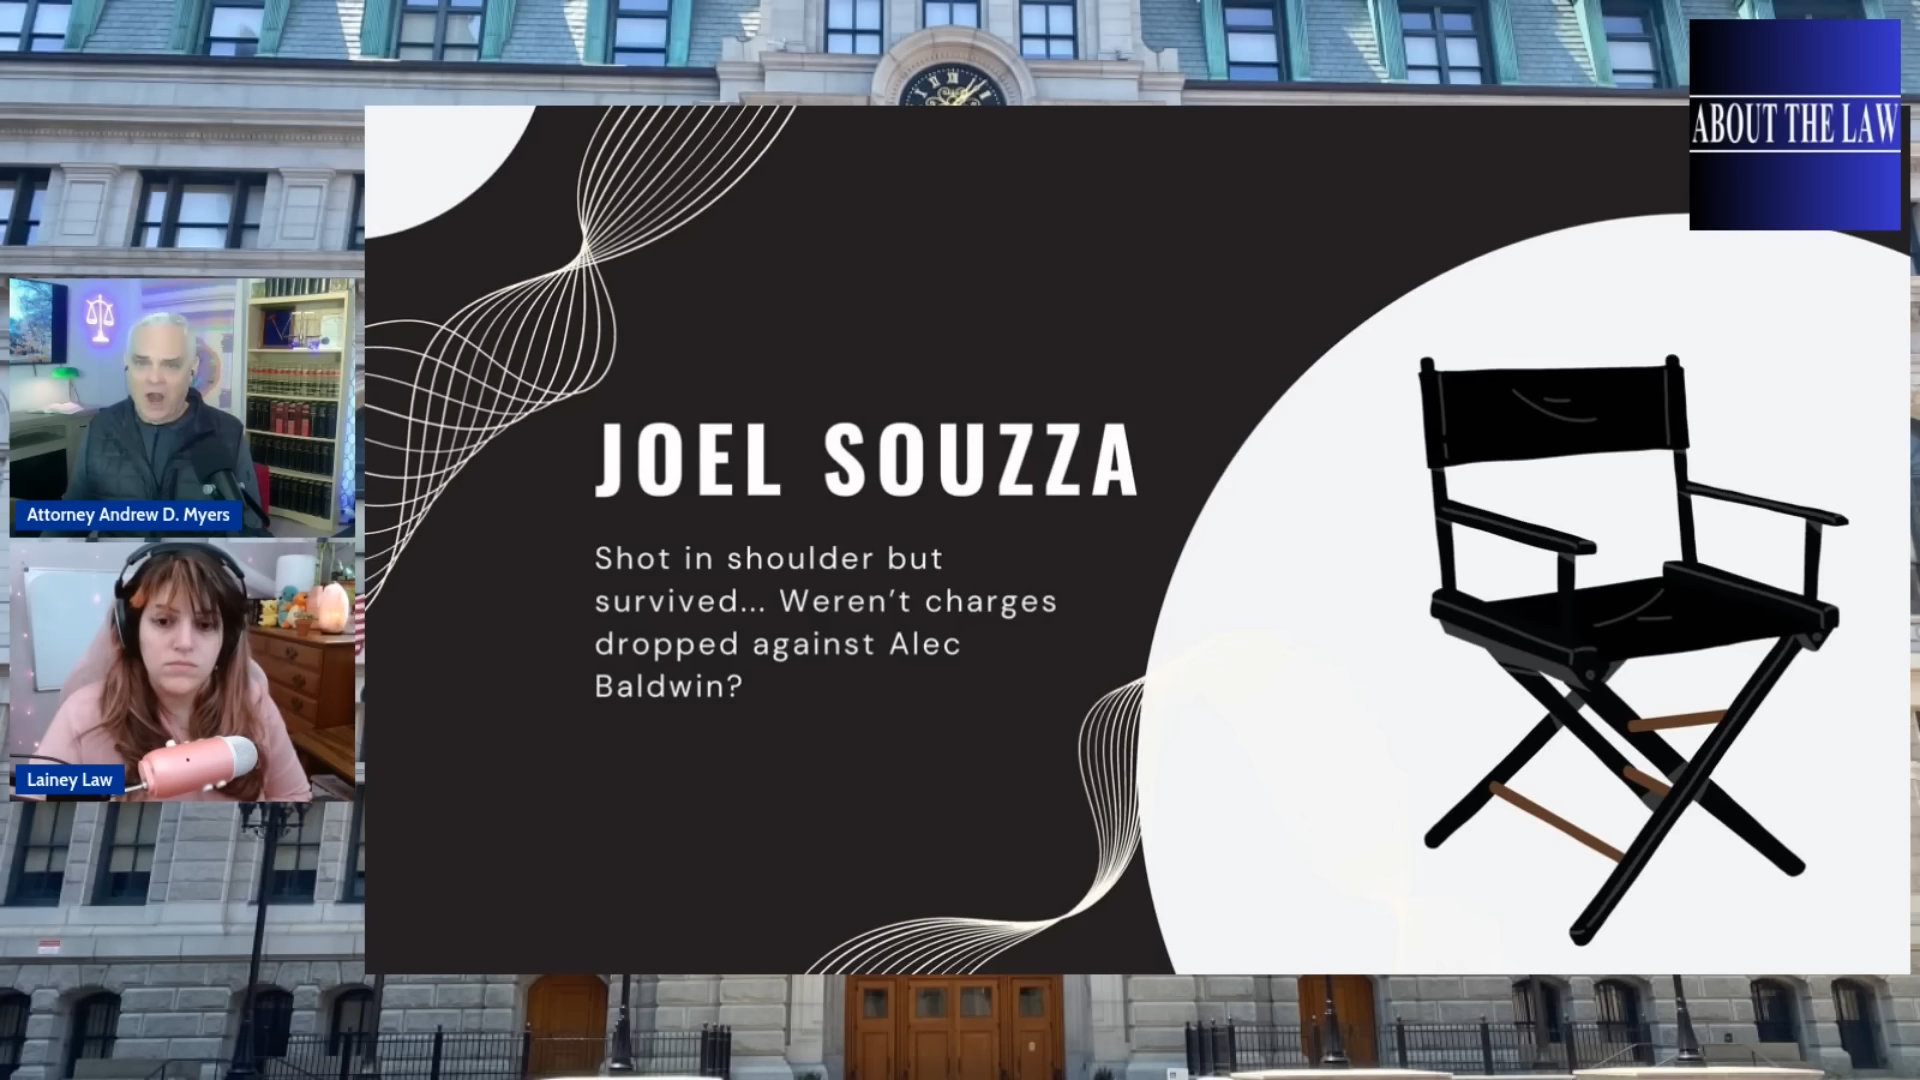 ABOUT THE LAW
JOEL SOUZZA
Shot in shoulder but
survived... Weren't charges
dropped against Alec
Baldwin?
Attorney Andrew D. Myers
Lainey Law